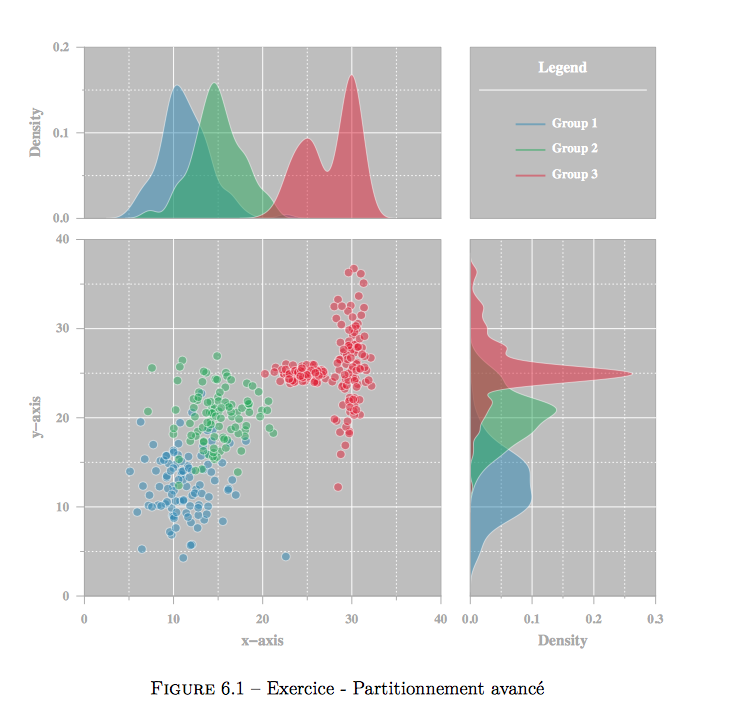 0.2
0.1
0.0
Density
Legend
Group 1
Group 2
Group 3
40
30
20
10
0
y−axis
0
10
20
30
40
x−axis
0.0
0.1
0.2
0.3
Density
FIGURE 6.1 – Exercice - Partitionnement avancé